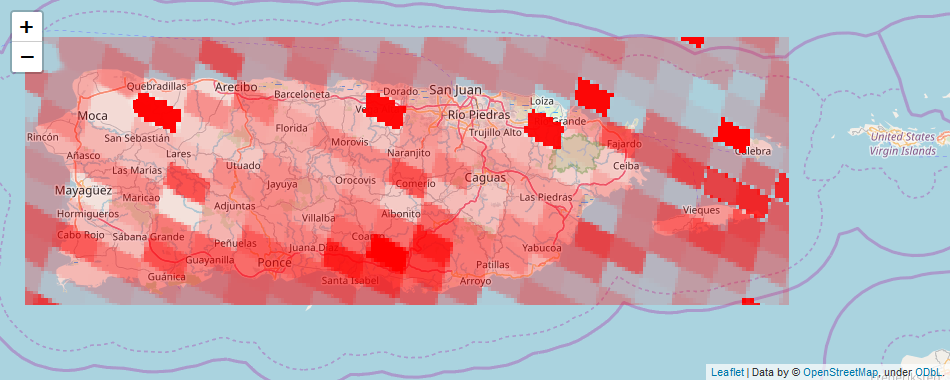 +
−
Quebradillas
Arecibo
Barceloneta
Dorado
San Juan
Loiza
Moca
Río Piedras
Grande
Rincón
San Sebastián
Florida
Morovis
Trujillo Alto
Fajardo
Culebra
Añasco
Lares
Naranjito
Las Marías
Utuado
Ceiba
Mayagüez
Maricao
Jayuya
Orocovis
Comerío
Caguas
Las Piedras
Hormigueros
Adjuntas
Villalba
Aibonito
Vieques
Cabo Rojo
Sábana Grande
Peñuelas
Juana Día
Coa
Yabucoa
Guayanilla
Ponce
Patillas
Guánica
Santa Isabel
Arroyo
United States
Virgin Islands
Leaflet | Data by © OpenStreetMap, under ODbL.